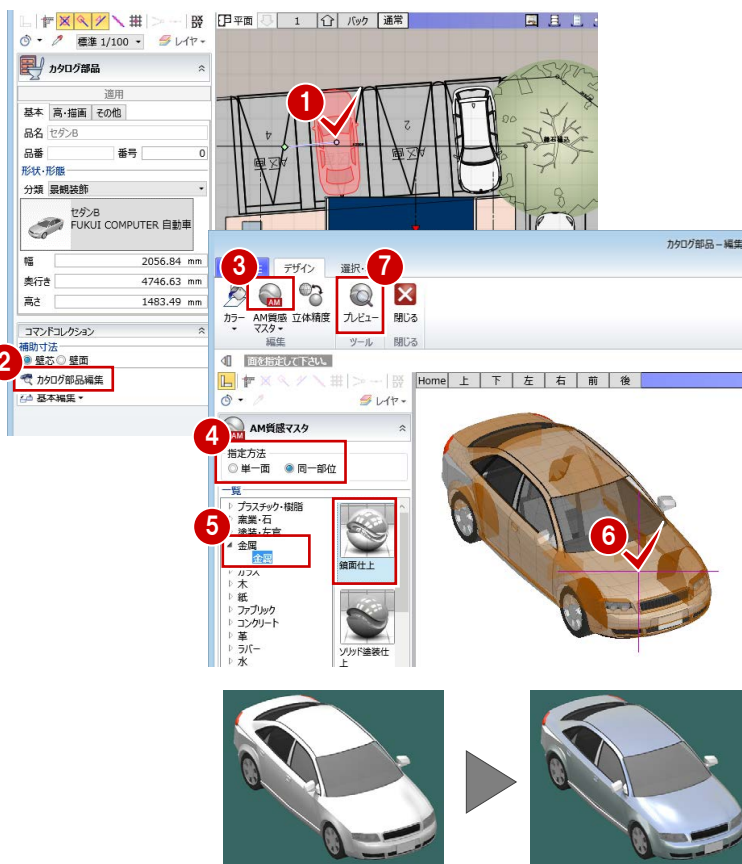 平面 1 バック 通常
標準 1/100 レイヤ
カタログ部品
適用
基本 高・描画 その他
品名 セダンB
品番 番号 0
形状・形態
分類 景観装飾
セダンB
FUKUI COMPUTER 自動車
幅 2056.84 mm
奥行き 4746.63 mm
高さ 1483.49 mm
コマンドコレクション
補助寸法
壁芯 壁面
2
カタログ部品編集
基本編集
1
4
2
カタログ部品－編集
3
7
デザイン 選択・
カラー AM質感マスタ 立体精度 プレビュー 閉じる
編集 ツール 閉じる
面を指定して下さい。
レイヤ
Home 上 下 左 右 前 後
4
AM質感マスタ
指定方法
単一面 同一部位
一覧
5
プラスチック・樹脂
窯業・石
塗装・左官
金属
金属
ガラス
木
紙
ファブリック
コンクリート
革
ラバー
水
鏡面仕上
ソリッド塗装仕
上
6